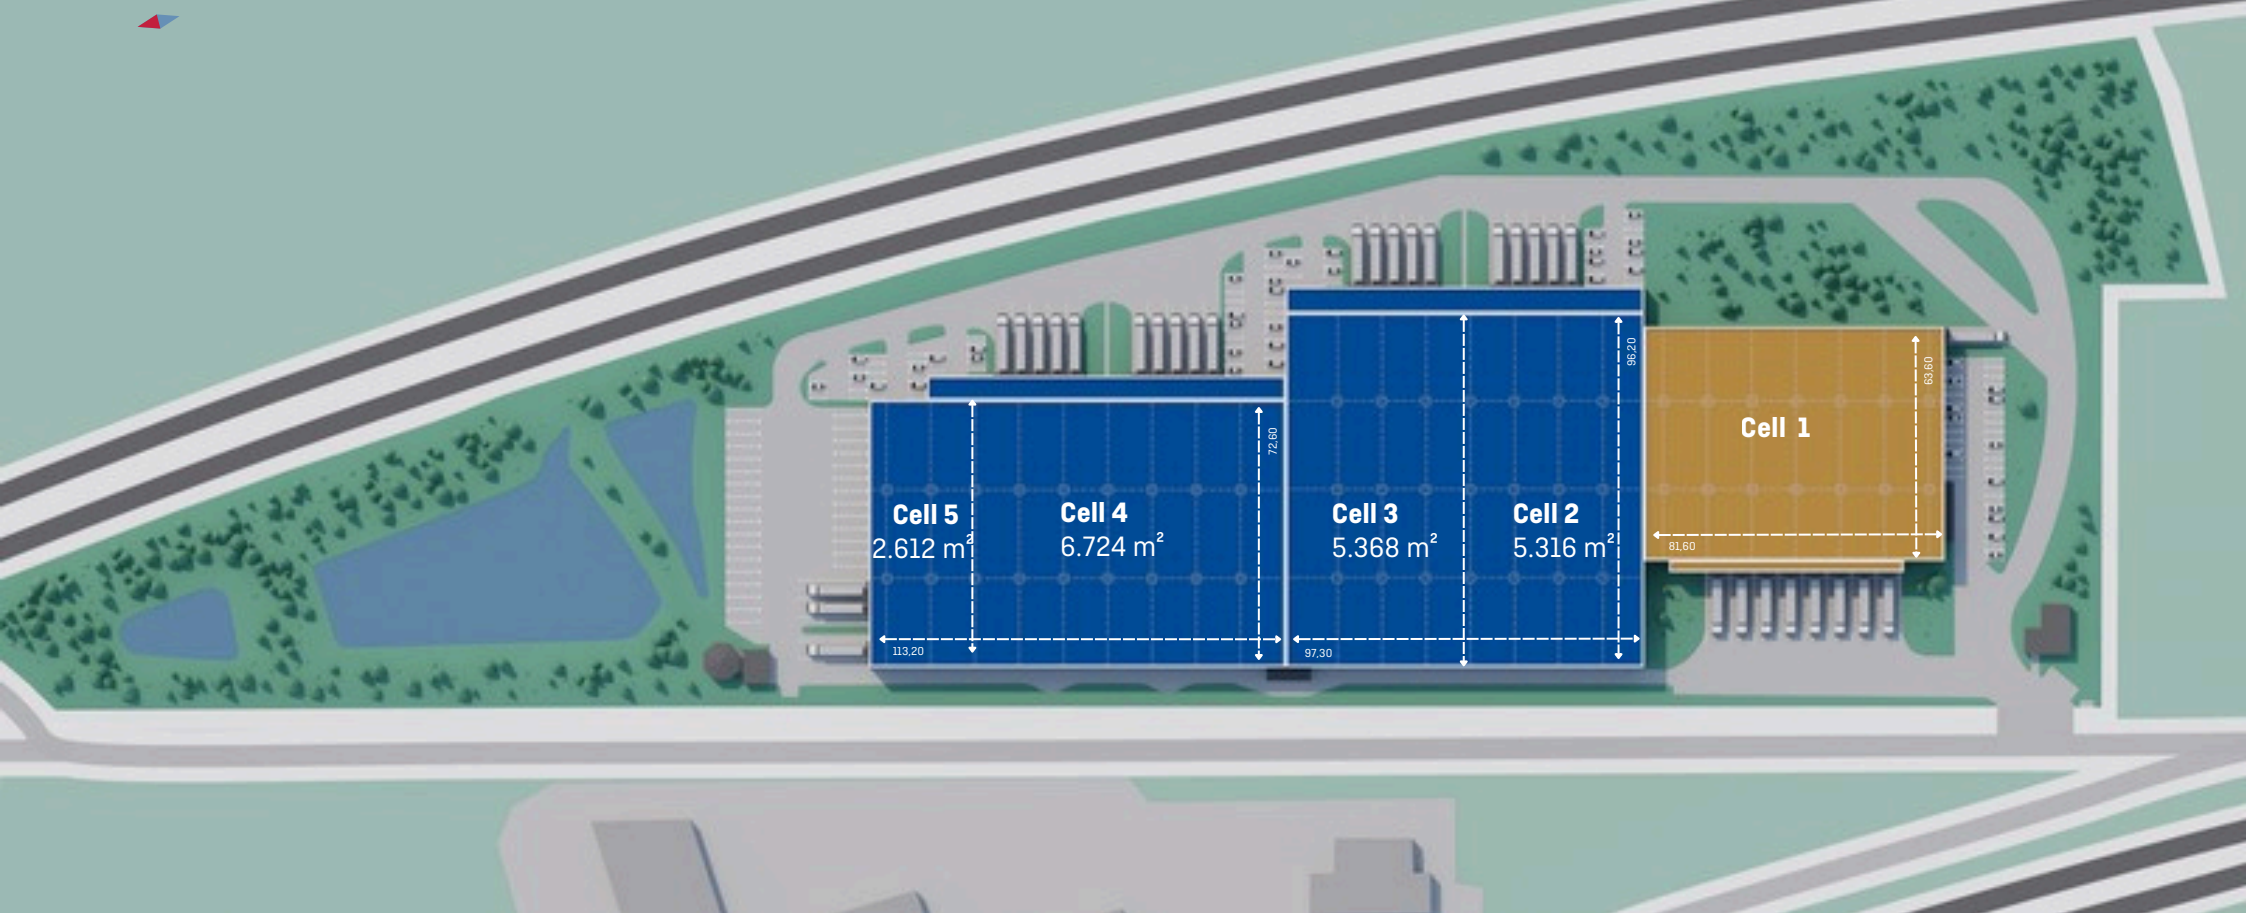 96,20
63,60
Cell 1
72,60
Cell 5
2.612 m²
Cell 4
6.724 m²
Cell 3
5.368 m²
Cell 2
5.316 m²
81,60
113,20
97,30